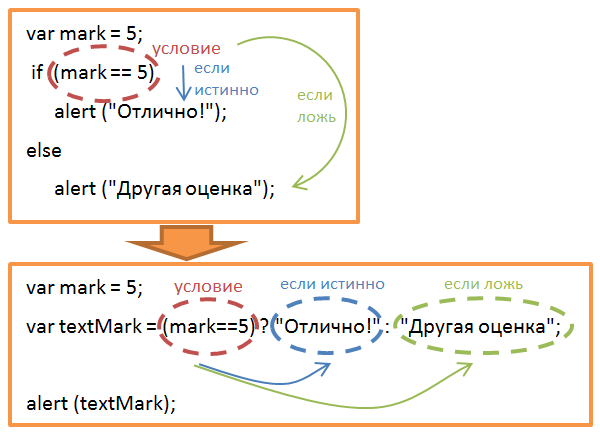 var mark = 5;
условие
if (mark == 5)
если
истинно
alert ("Отлично!");
если
ложь
else
alert ("Другая оценка");
var mark = 5;
условие
если истинно
если ложь
var textMark = (mark==5) ? "Отлично!" : "Другая оценка";
alert (textMark);